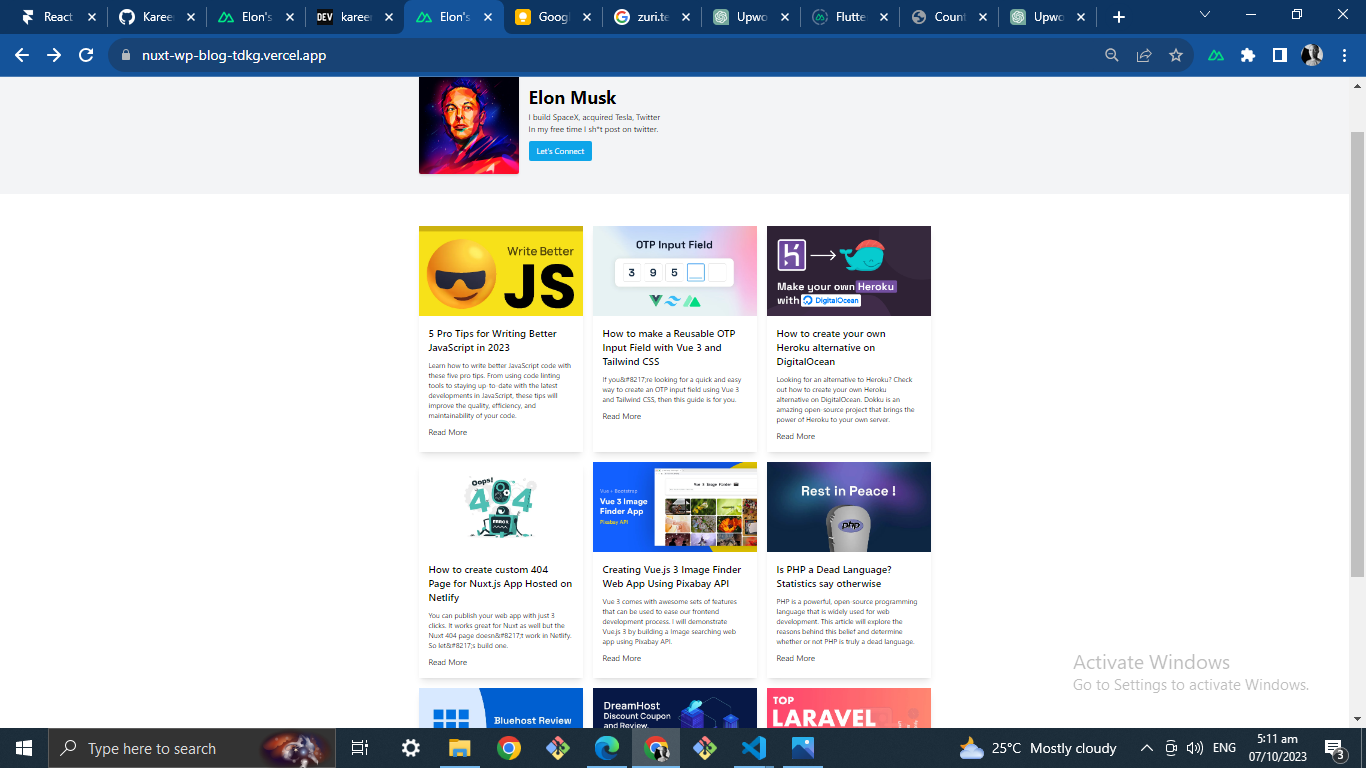 React
Karee
Elon's
DEV kareer
Elon's
Googl
zuri.te
Upwo
Flutte
Count
Upwo
nuxt-wp-blog-tdkg.vercel.app
Elon Musk
I build SpaceX, acquired Tesla, Twitter
In my free time I sh*t post on twitter.
Let's Connect
Write Better
JS
5 Pro Tips for Writing Better
JavaScript in 2023
Learn how to write better JavaScript code with
these five pro tips. From using code linting
tools to staying up-to-date with the latest
developments in JavaScript, these tips will
improve the quality, efficiency, and
maintainability of your code.
Read More
OTP Input Field
3 9 5
How to make a Reusable OTP
Input Field with Vue 3 and
Tailwind CSS
If you&#8217;re looking for a quick and easy
way to create an OTP input field using Vue 3
and Tailwind CSS, then this guide is for you.
Read More
Make your own Heroku
with DigitalOcean
How to create your own
Heroku alternative on
DigitalOcean
Looking for an alternative to Heroku? Check
out how to create your own Heroku
alternative on DigitalOcean. Dokku is an
amazing open-source project that brings the
power of Heroku to your own server.
Read More
Oops!
404
ERROR
How to create custom 404
Page for Nuxt.js App Hosted on
Netlify
You can publish your web app with just 3
clicks. It works great for Nuxt as well but the
Nuxt 404 page doesn&#8217;t work in Netlify.
So let&#8217;s build one.
Read More
Vue + Bootstrap
Vue 3 Image
Finder App
Pixabay API
Vue 3 Image Finder
Creating Vue.js 3 Image Finder
Web App Using Pixabay API
Vue 3 comes with awesome sets of features
that can be used to ease our frontend
development process. I will demonstrate
Vue.js 3 by building a Image searching web
app using Pixabay API.
Read More
Rest in Peace !
php
Is PHP a Dead Language?
Statistics say otherwise
PHP is a powerful, open-source programming
language that is widely used for web
development. This article will explore the
reasons behind this belief and determine
whether or not PHP is truly a dead language.
Read More
Bluehost Review
DreamHost
Discount Coupon
and Review
TOP
LARAVEL
Activate Windows
Go to Settings to activate Windows.
Type here to search
25°C Mostly cloudy
ENG
5:11 am
07/10/2023
3